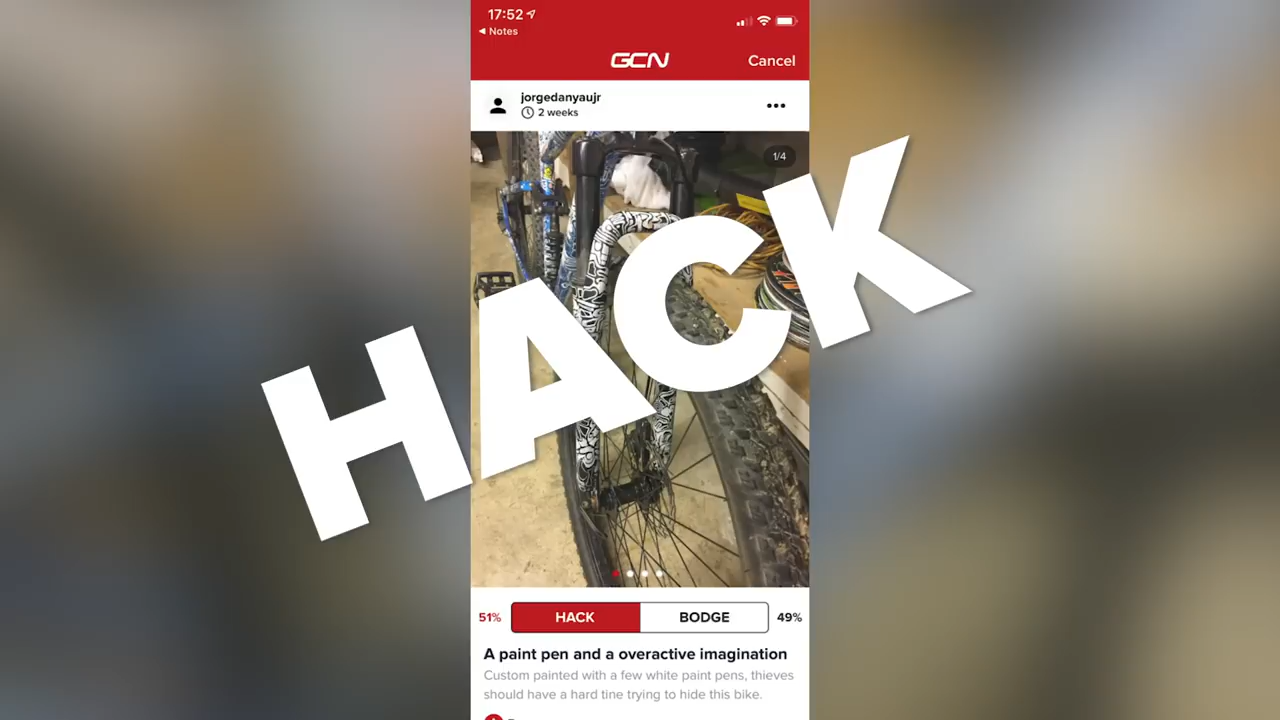 17:52
Notes
GCN
Cancel
jorgedanyaujr
2 weeks
1/4
HACK
51%
HACK
BODGE
49%
A paint pen and a overactive imagination
Custom painted with a few white paint pens, thieves
should have a hard tine trying to hide this bike.